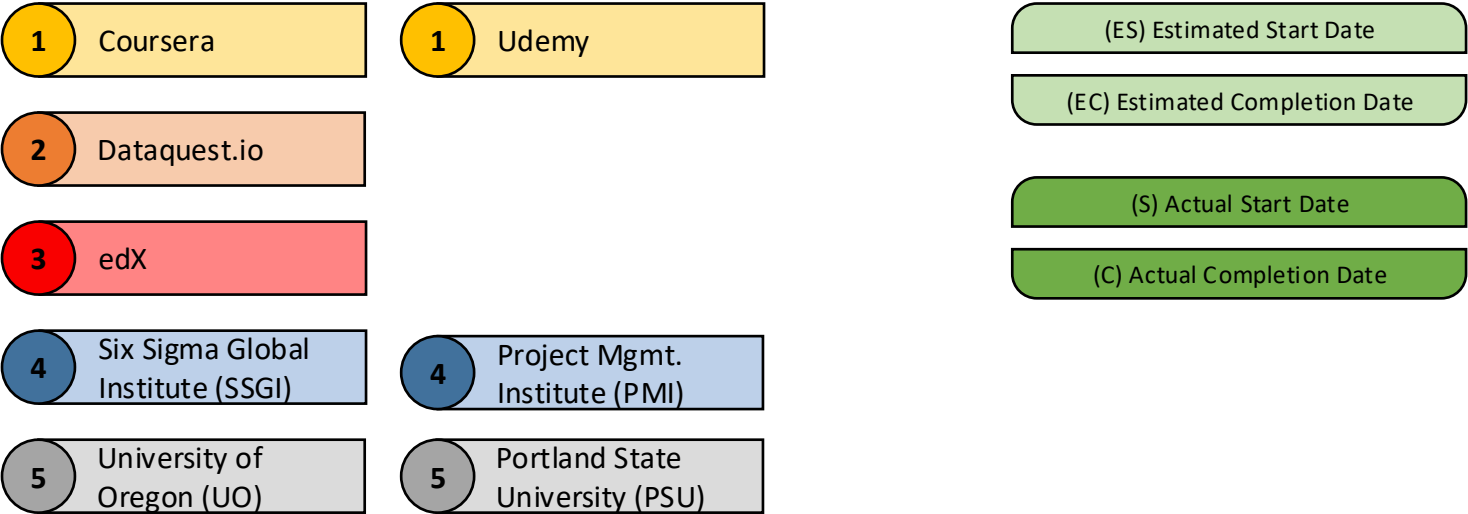 1 Coursera
1 Udemy
(ES) Estimated Start Date
(EC) Estimated Completion Date
2 Dataquest.io
(S) Actual Start Date
3 edX
(C) Actual Completion Date
4 Six Sigma Global
Institute (SSGI)
4 Project Mgmt.
Institute (PMI)
5 University of
Oregon (UO)
5 Portland State
University (PSU)